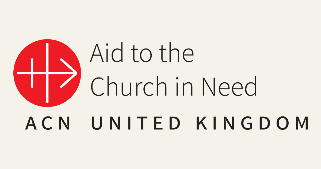 Aid to the
Church in Need
ACN UNITED KINGDOM